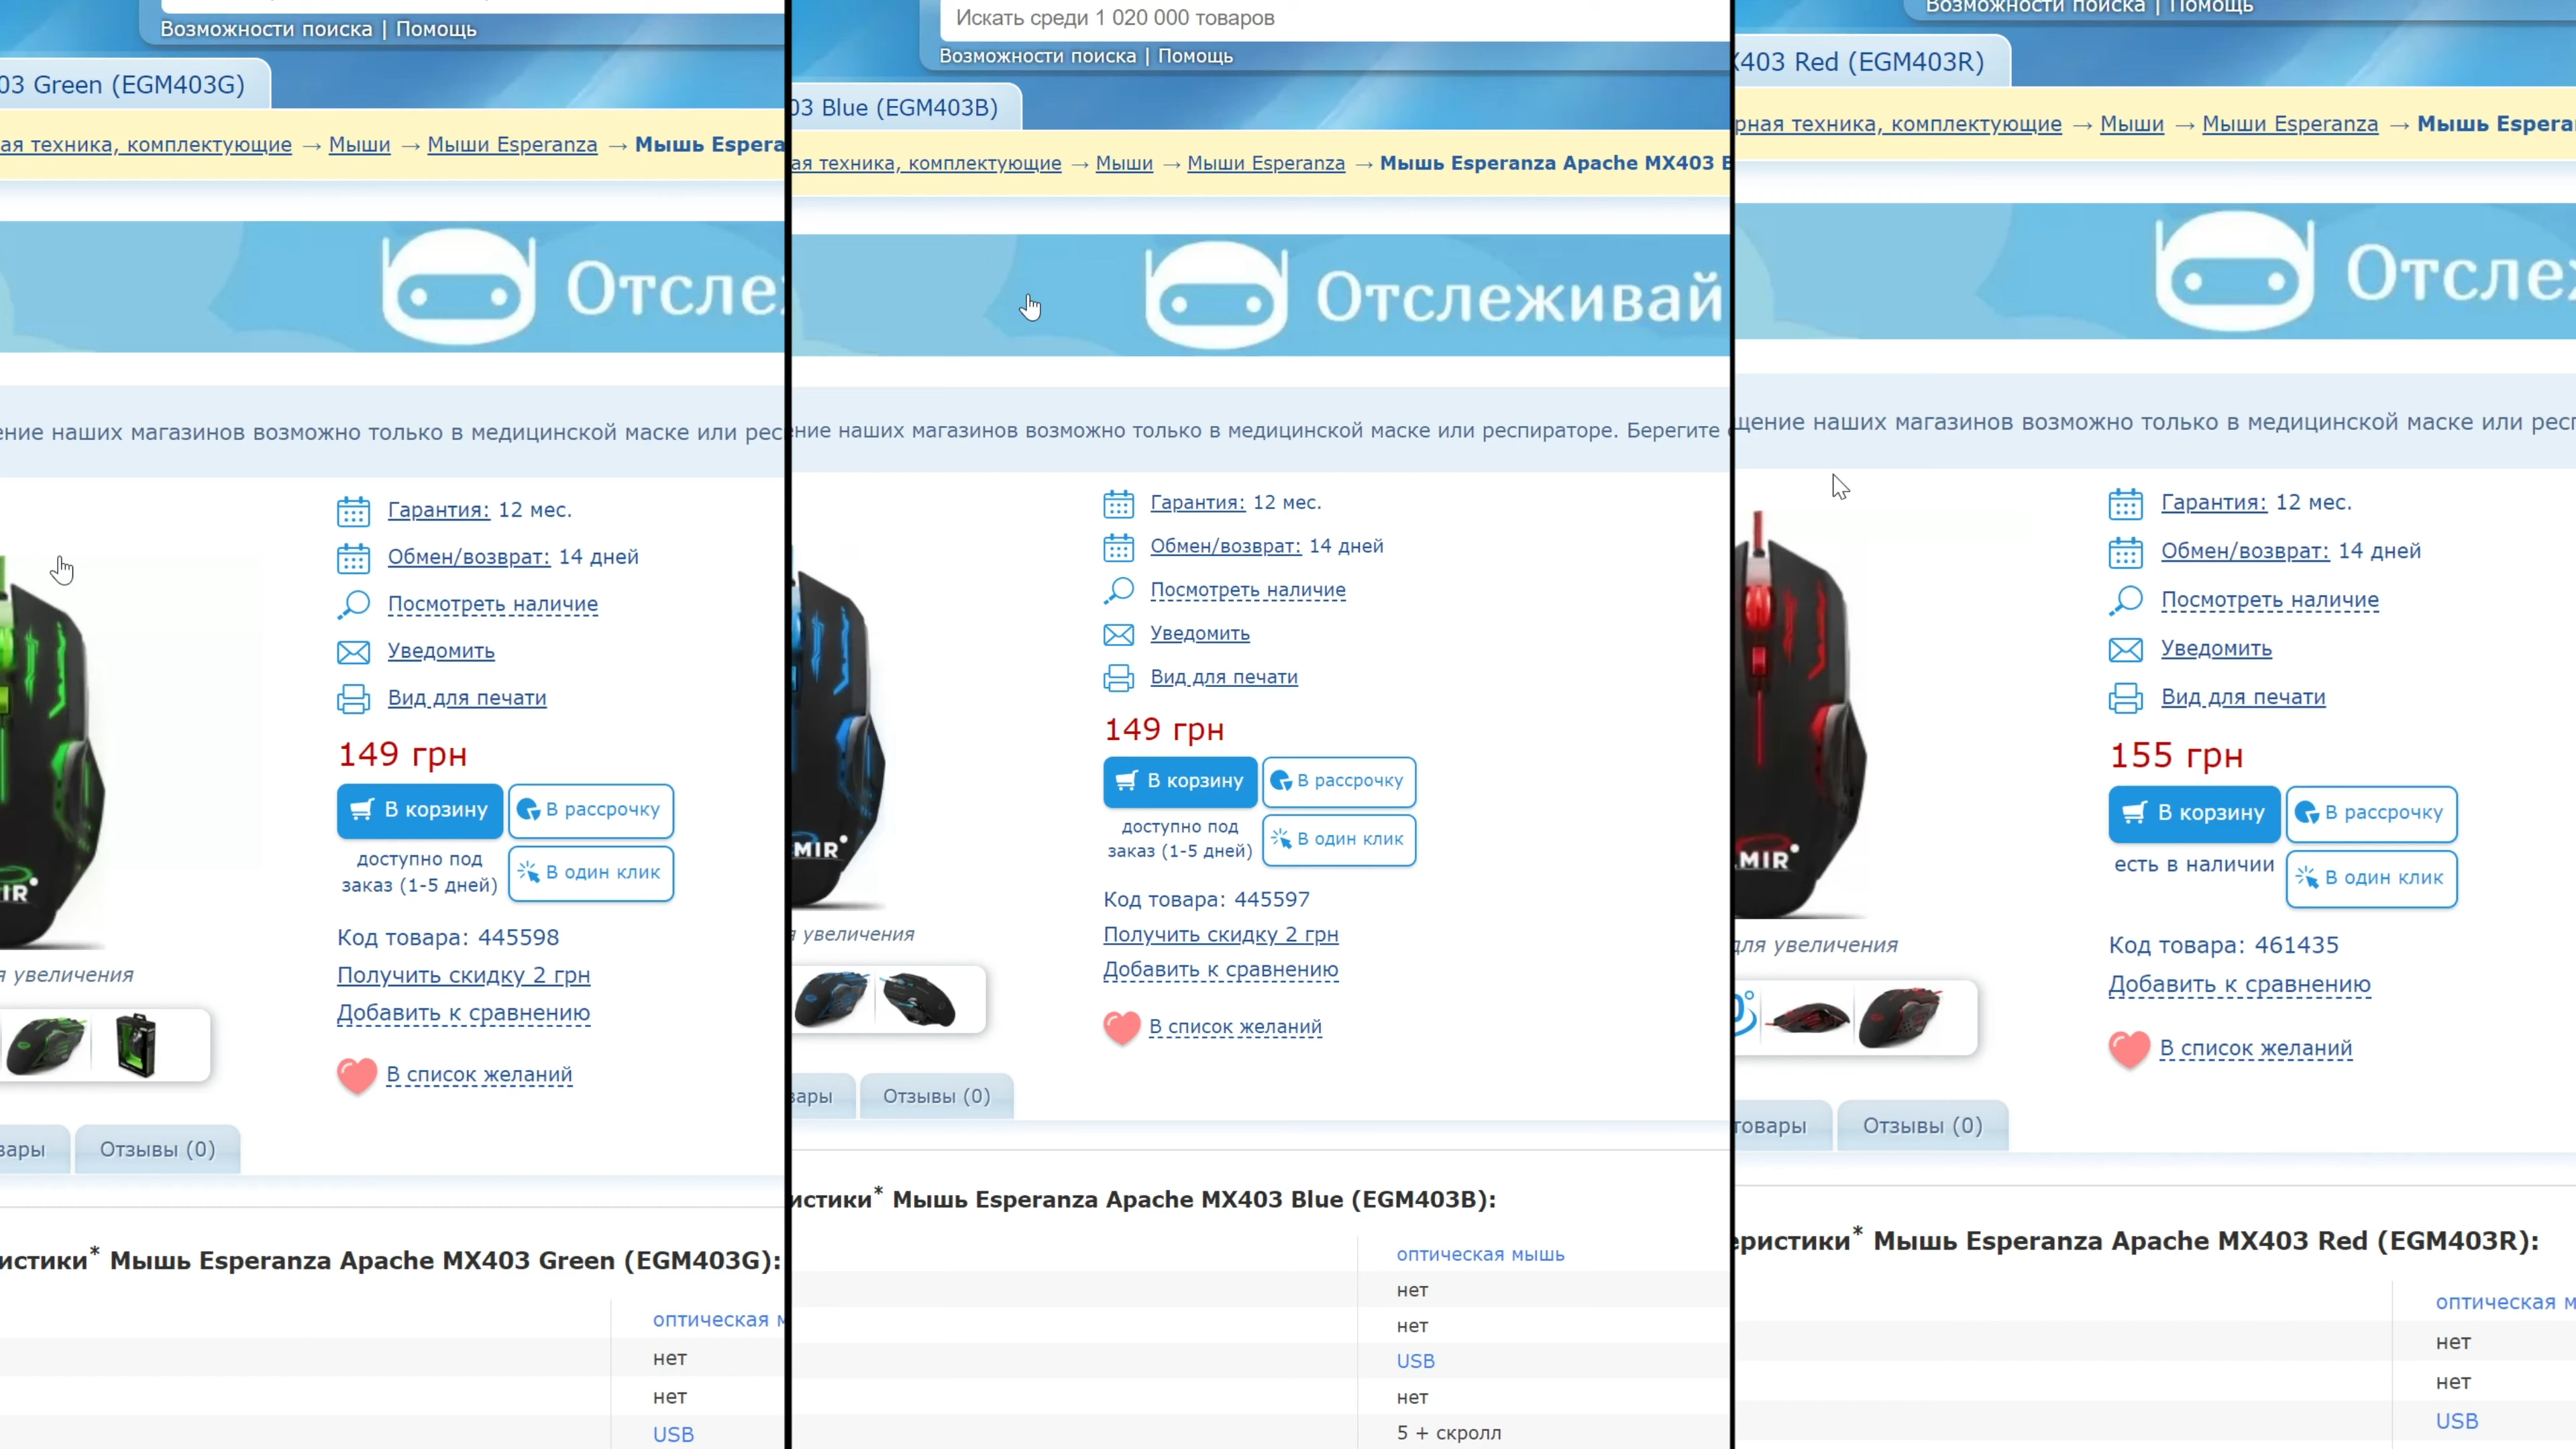 Возможности поиска | Помощь
03 Green (EGM403G)
ая техника, комплектующие → Мыши → Мыши Esperanza → Мышь Espera
Отсле
ение наших магазинов возможно только в медицинской маске или рес
Гарантия: 12 мес.
Обмен/возврат: 14 дней
Посмотреть наличие
Уведомить
Вид для печати
149 грн
В корзину
В рассрочку
доступно под
заказ (1-5 дней)
В один клик
IR
Код товара: 445598
Получить скидку 2 грн
Добавить к сравнению
я увеличения
В список желаний
вары
Отзывы (0)
истики* Мышь Esperanza Apache MX403 Green (EGM403G):
оптическая м
нет
нет
USB
Искать среди 1 020 000 товаров
Возможности поиска | Помощь
03 Blue (EGM403B)
ая техника, комплектующие → Мыши → Мыши Esperanza → Мышь Esperanza Apache MX403 B
Отслеживай
ение наших магазинов возможно только в медицинской маске или респираторе. Берегите
Гарантия: 12 мес.
Обмен/возврат: 14 дней
Посмотреть наличие
Уведомить
Вид для печати
149 грн
В корзину
В рассрочку
доступно под
заказ (1-5 дней)
В один клик
MIR
Код товара: 445597
я увеличения
Получить скидку 2 грн
Добавить к сравнению
В список желаний
вары
Отзывы (0)
истики* Мышь Esperanza Apache MX403 Blue (EGM403B):
оптическая мышь
нет
нет
USB
нет
5 + скролл
Возможности поиска | Помощь
X403 Red (EGM403R)
рная техника, комплектующие → Мыши → Мыши Esperanza → Мышь Espera
Отсле
щение наших магазинов возможно только в медицинской маске или респ
Гарантия: 12 мес.
Обмен/возврат: 14 дней
Посмотреть наличие
Уведомить
Вид для печати
155 грн
В корзину
В рассрочку
есть в наличии
В один клик
MIR
Код товара: 461435
для увеличения
Добавить к сравнению
В список желаний
товары
Отзывы (0)
еристики* Мышь Esperanza Apache MX403 Red (EGM403R):
оптическая м
нет
нет
USB